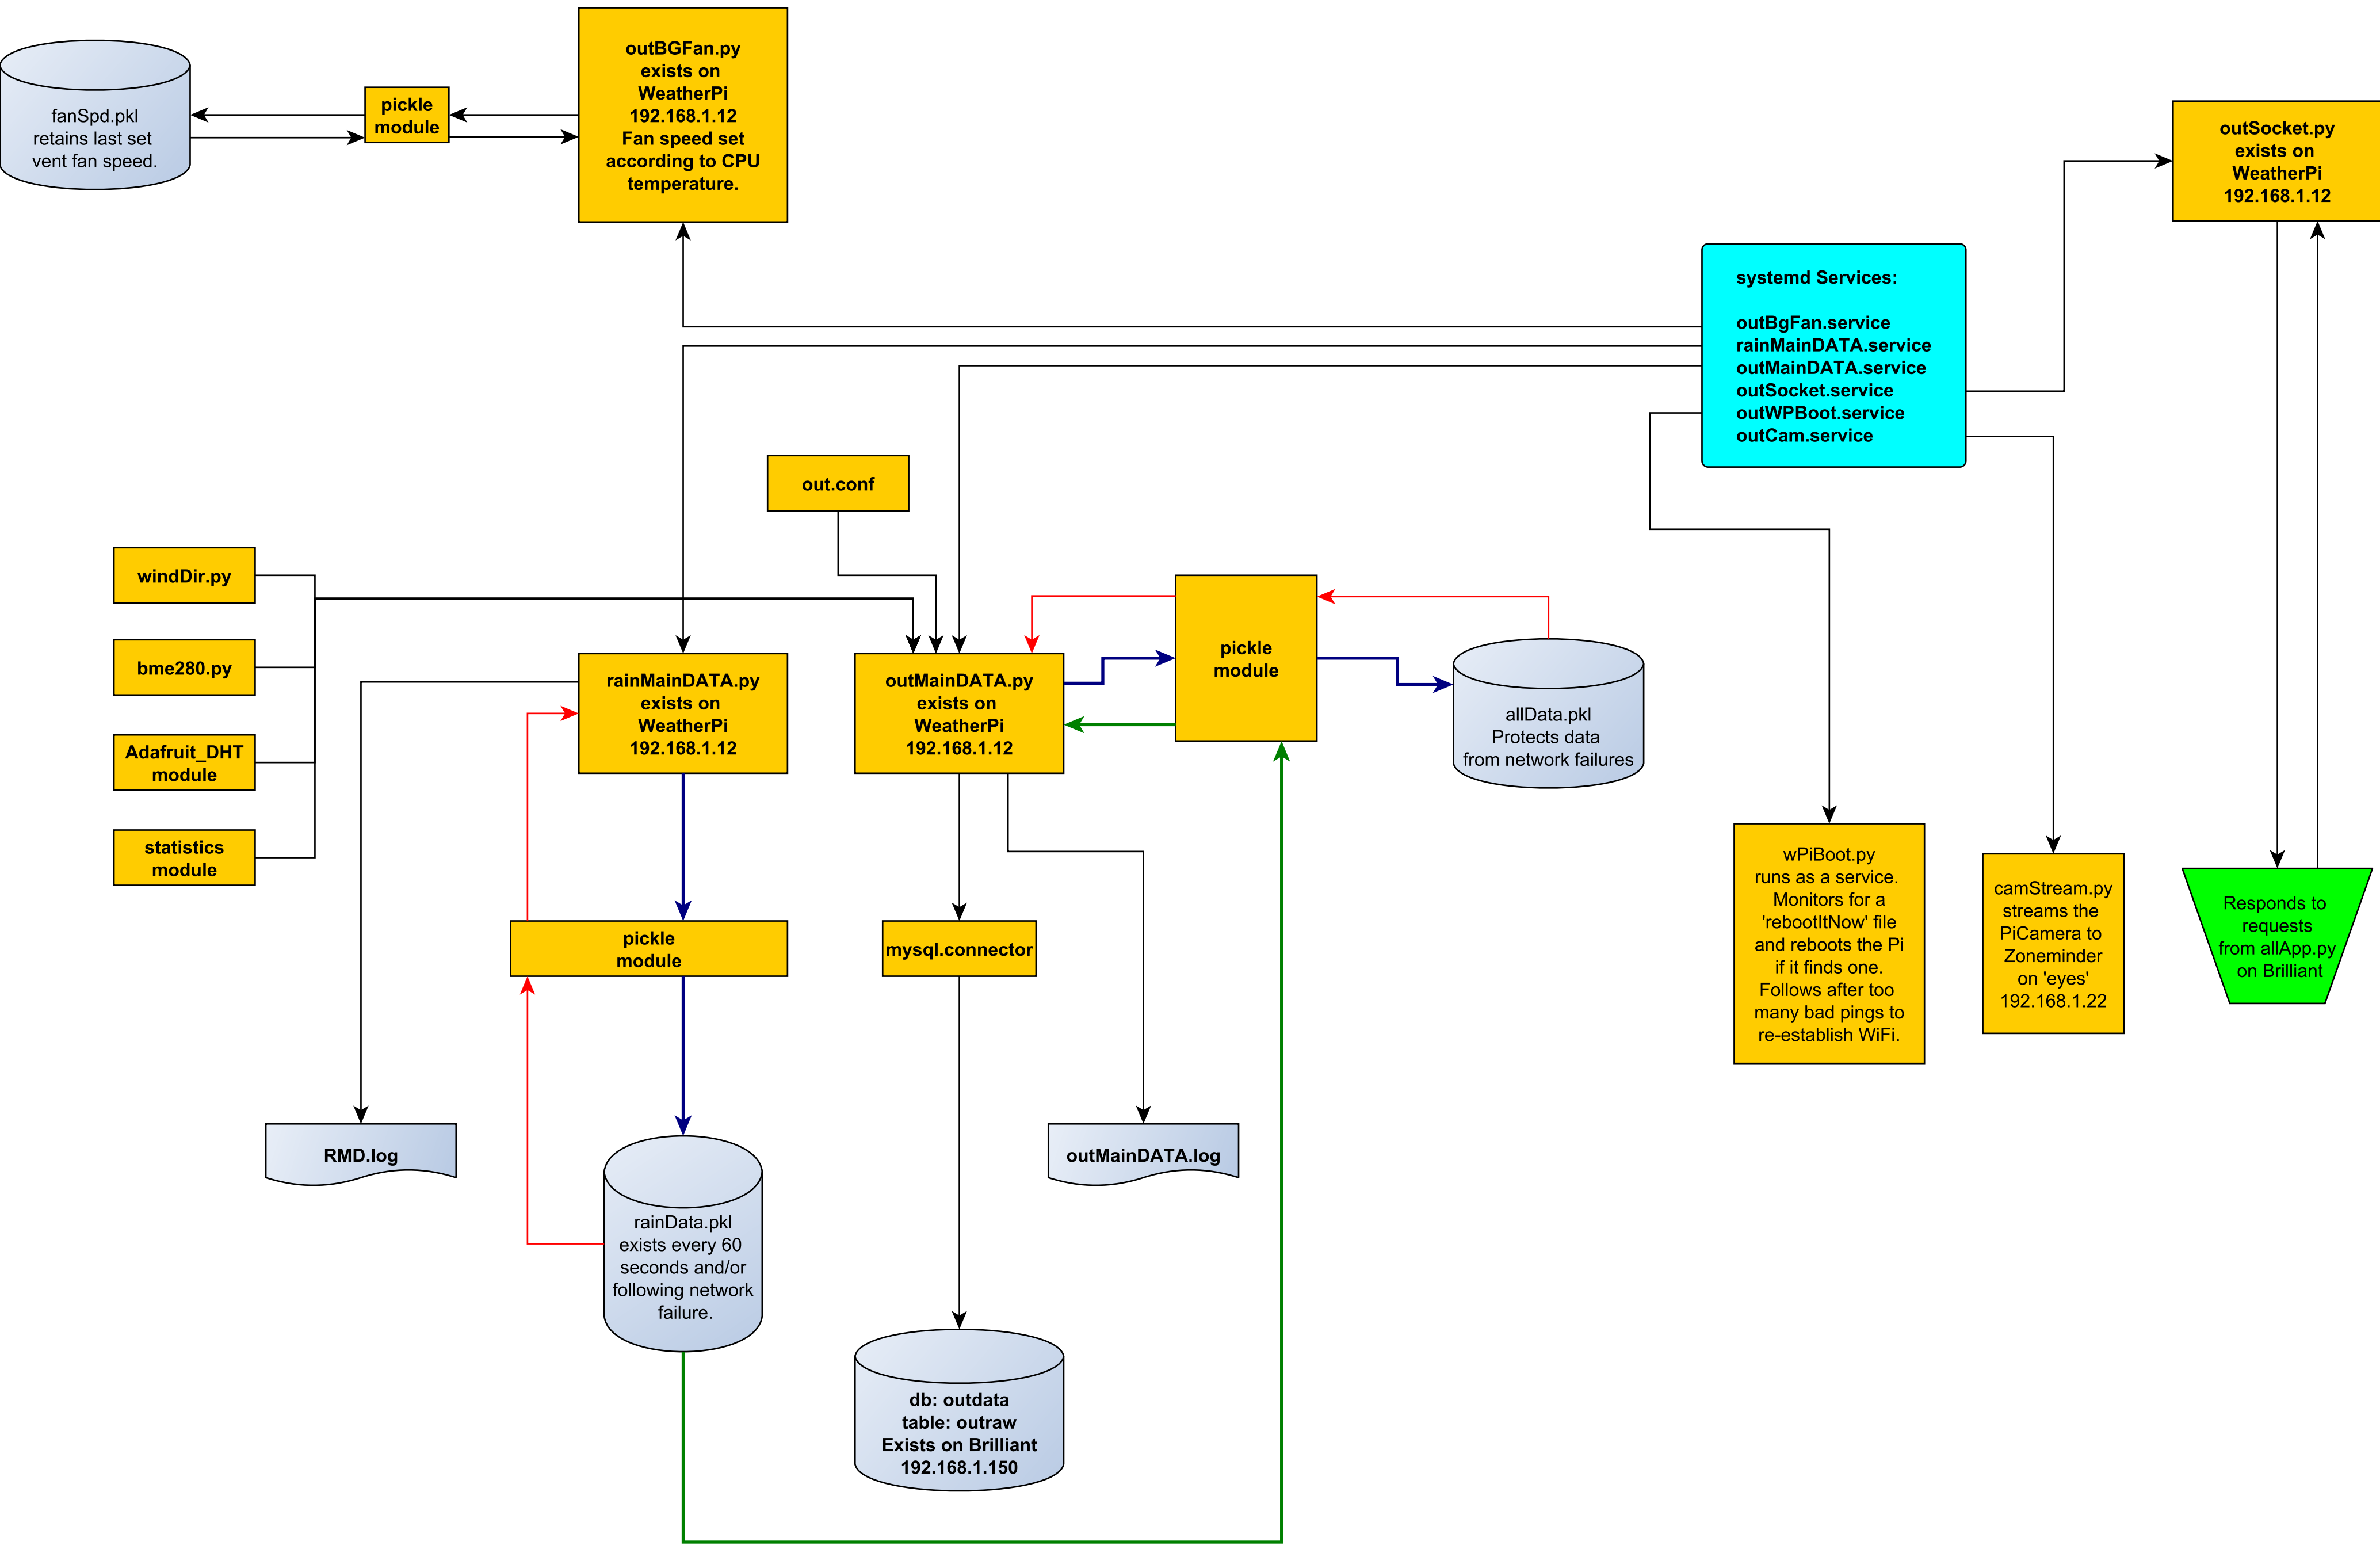 fanSpd.pkl
retains last set
vent fan speed.
pickle
module
outBGFan.py
exists on
WeatherPi
192.168.1.12
Fan speed set
according to CPU
temperature.
outSocket.py
exists on
WeatherPi
192.168.1.12
systemd Services:
outBgFan.service
rainMainDATA.service
outMainDATA.service
outSocket.service
outWPBoot.service
outCam.service
out.conf
windDir.py
bme280.py
Adafruit_DHT
module
statistics
module
rainMainDATA.py
exists on
WeatherPi
192.168.1.12
outMainDATA.py
exists on
WeatherPi
192.168.1.12
pickle
module
allData.pkl
Protects data
from network failures
wPiBoot.py
runs as a service.
Monitors for a
'rebootItNow' file
and reboots the Pi
if it finds one.
Follows after too
many bad pings to
re-establish WiFi.
camStream.py
streams the
PiCamera to
Zoneminder
on 'eyes'
192.168.1.22
Responds to
requests
from allApp.py
on Brilliant
pickle
module
mysql.connector
RMD.log
outMainDATA.log
rainData.pkl
exists every 60
seconds and/or
following network
failure.
db: outdata
table: outraw
Exists on Brilliant
192.168.1.150